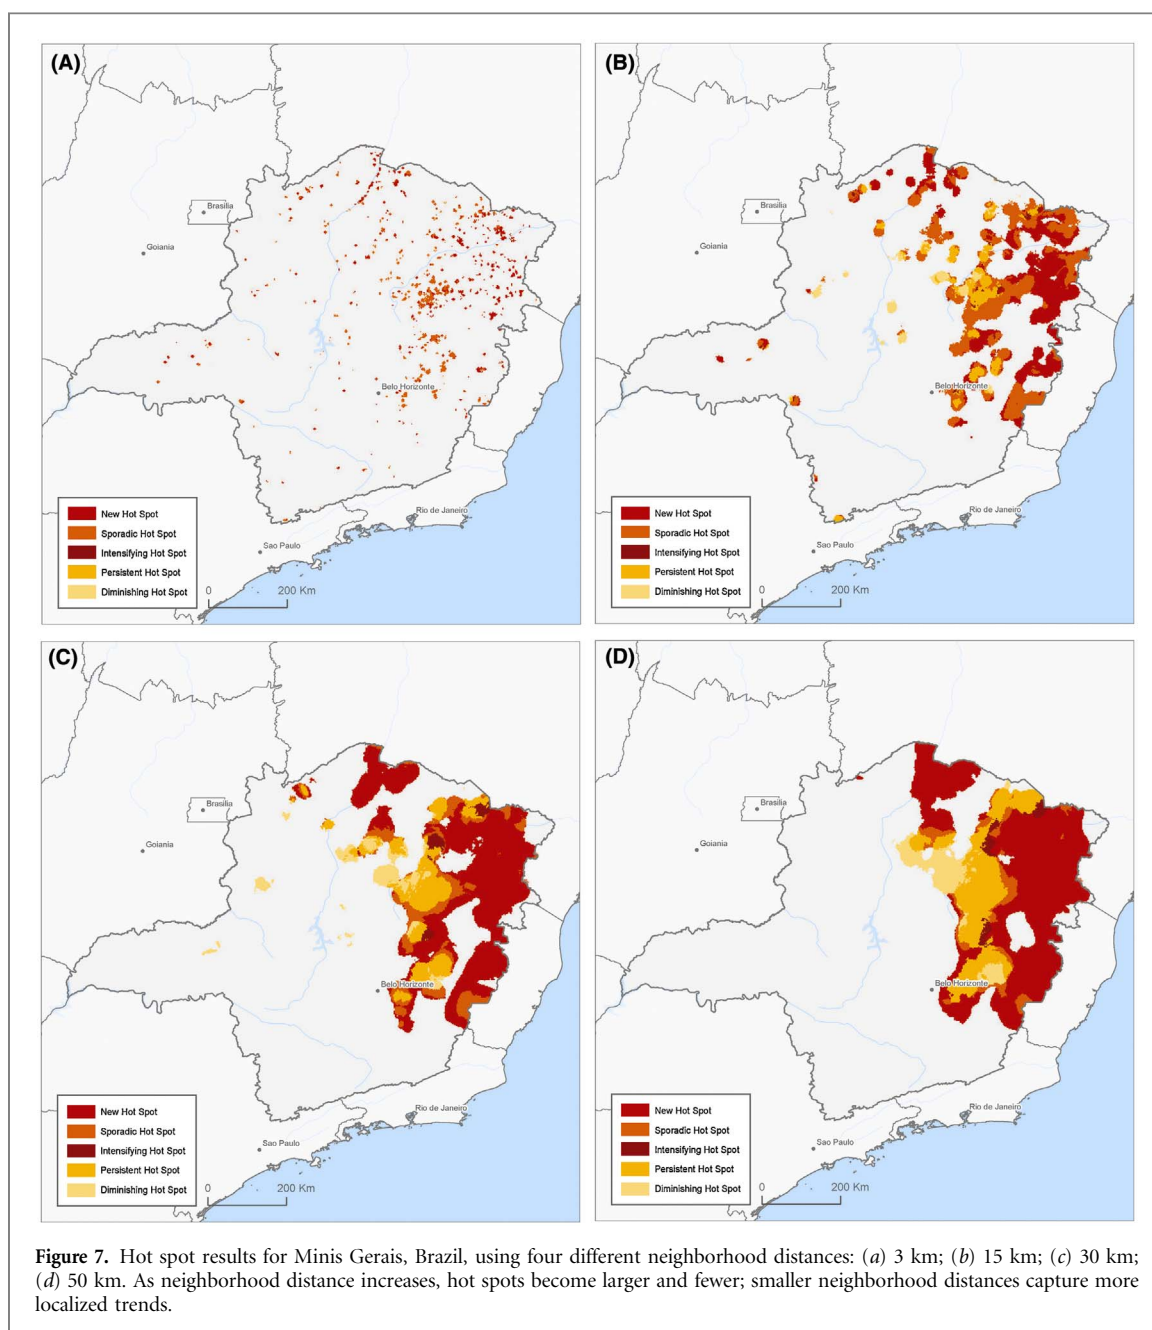 (A)
Brasilia
Goiania
Belo Horizonte
Rio de Janeiro
Sao Paulo
New Hot Spot
Sporadic Hot Spot
Intensifying Hot Spot
Persistent Hot Spot
Diminishing Hot Spot
0 200 Km
(B)
Brasilia
Goiania
Belo Horizonte
Rio de Janeiro
Sao Paulo
New Hot Spot
Sporadic Hot Spot
Intensifying Hot Spot
Persistent Hot Spot
Diminishing Hot Spot
0 200 Km
(C)
Brasilia
Goiania
Belo Horizonte
Rio de Janeiro
Sao Paulo
New Hot Spot
Sporadic Hot Spot
Intensifying Hot Spot
Persistent Hot Spot
Diminishing Hot Spot
0 200 Km
(D)
Brasilia
Goiania
Belo Horizonte
Rio de Janeiro
Sao Paulo
New Hot Spot
Sporadic Hot Spot
Intensifying Hot Spot
Persistent Hot Spot
Diminishing Hot Spot
0 200 Km
Figure 7. Hot spot results for Minis Gerais, Brazil, using four different neighborhood distances: (a) 3 km; (b) 15 km; (c) 30 km;
(d) 50 km. As neighborhood distance increases, hot spots become larger and fewer; smaller neighborhood distances capture more
localized trends.